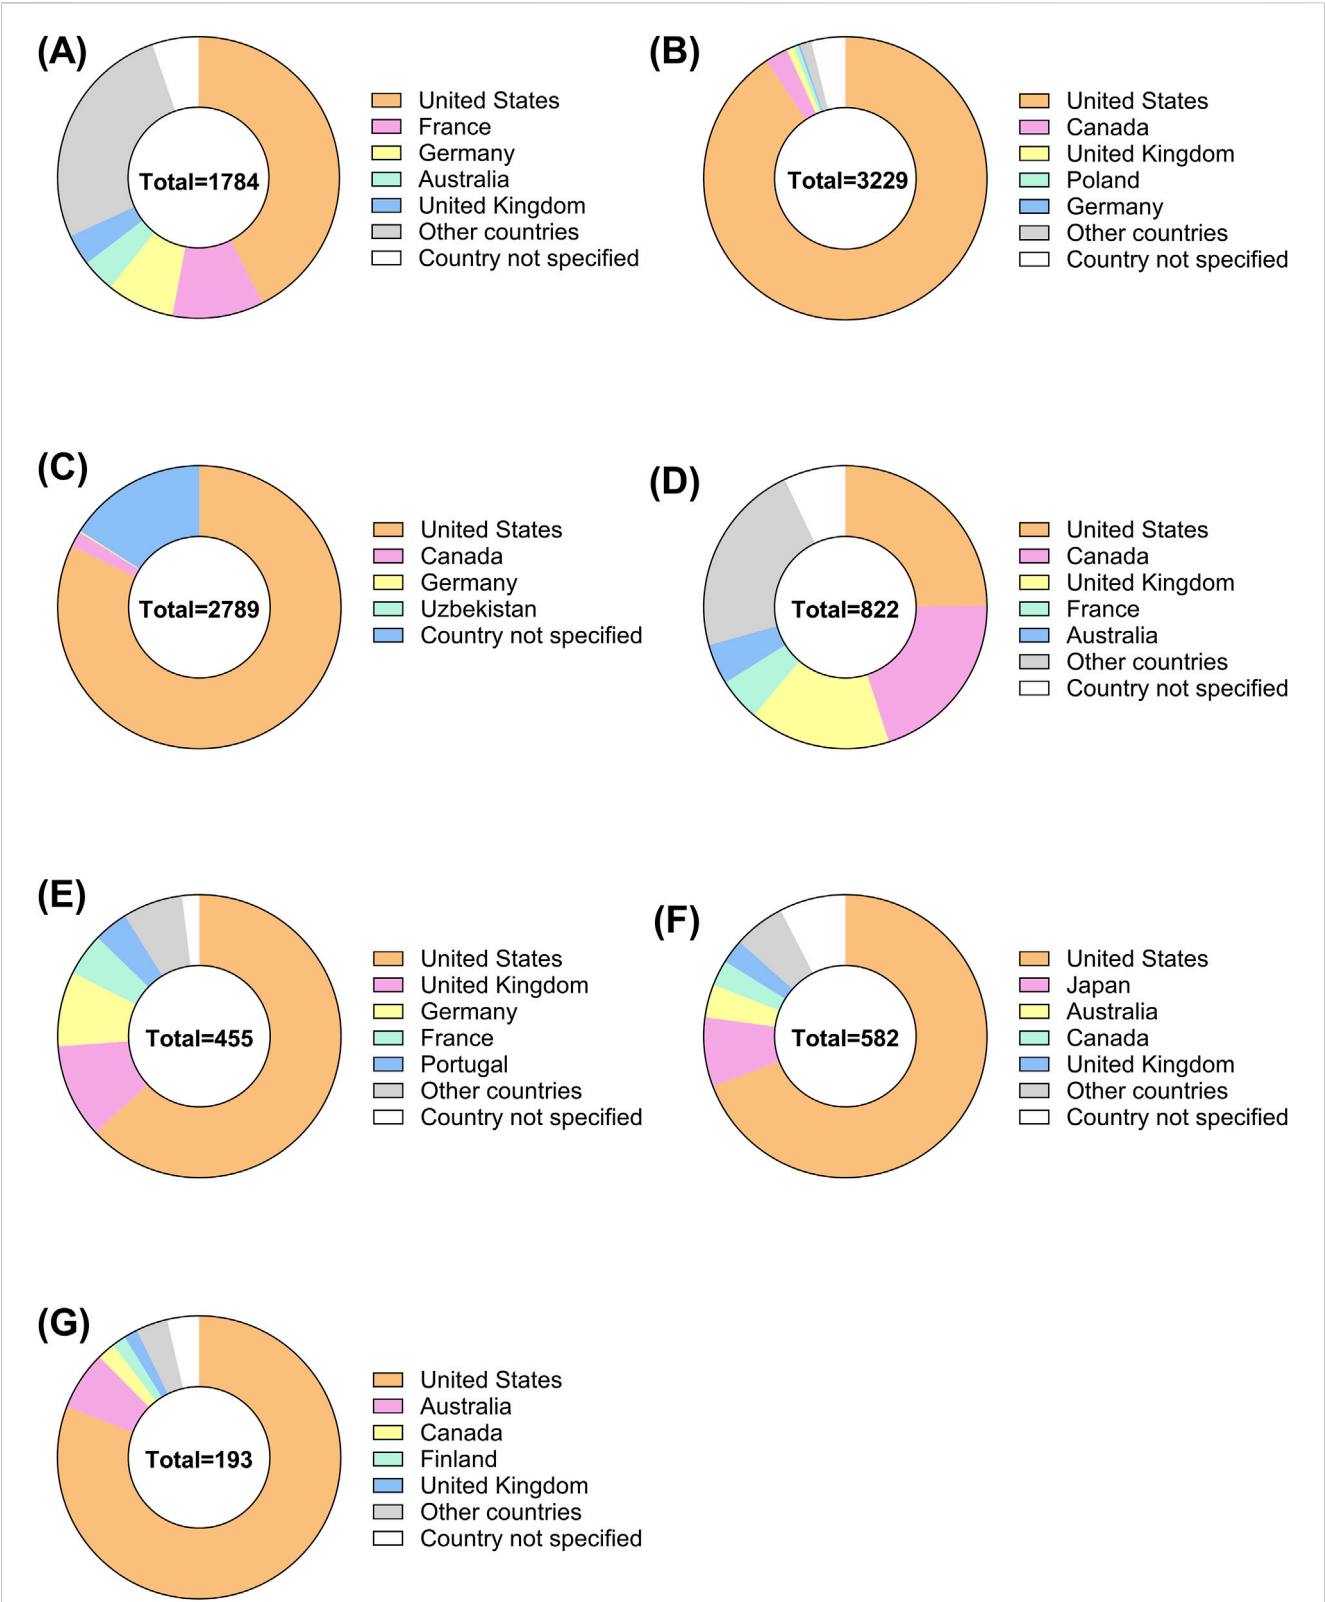 (A)
Total=1784
United States
France
Germany
Australia
United Kingdom
Other countries
Country not specified
(B)
Total=3229
United States
Canada
United Kingdom
Poland
Germany
Other countries
Country not specified
(C)
Total=2789
United States
Canada
Germany
Uzbekistan
Country not specified
(D)
Total=822
United States
Canada
United Kingdom
France
Australia
Other countries
Country not specified
(E)
Total=455
United States
United Kingdom
Germany
France
Portugal
Other countries
Country not specified
(F)
Total=582
United States
Japan
Australia
Canada
United Kingdom
Other countries
Country not specified
(G)
Total=193
United States
Australia
Canada
Finland
United Kingdom
Other countries
Country not specified